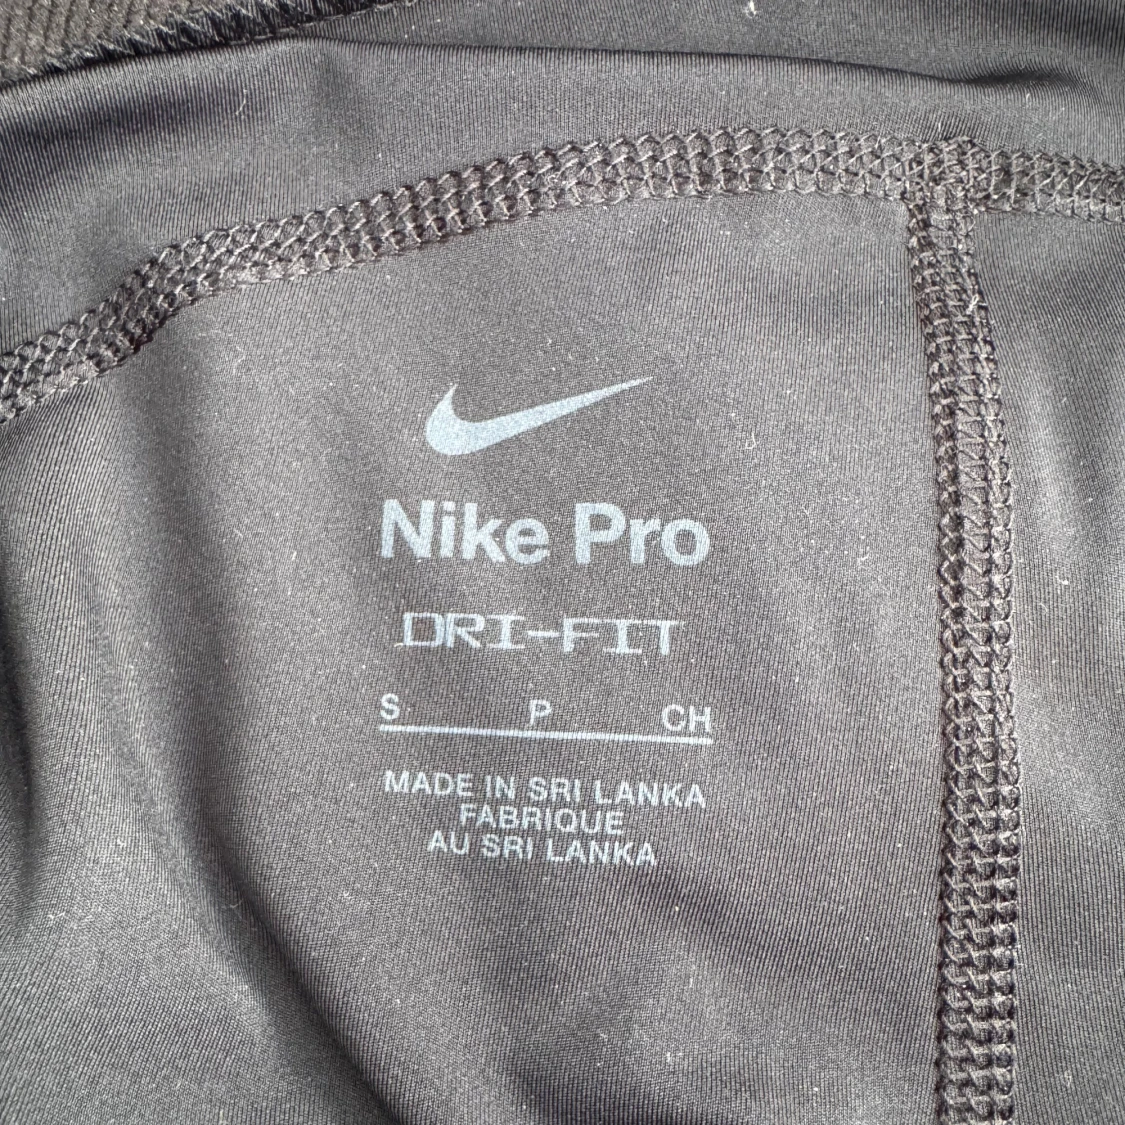 Nike Pro
DRI-FIT
S P CH
MADE IN SRI LANKA
FABRIQUE
AU SRI LANKA